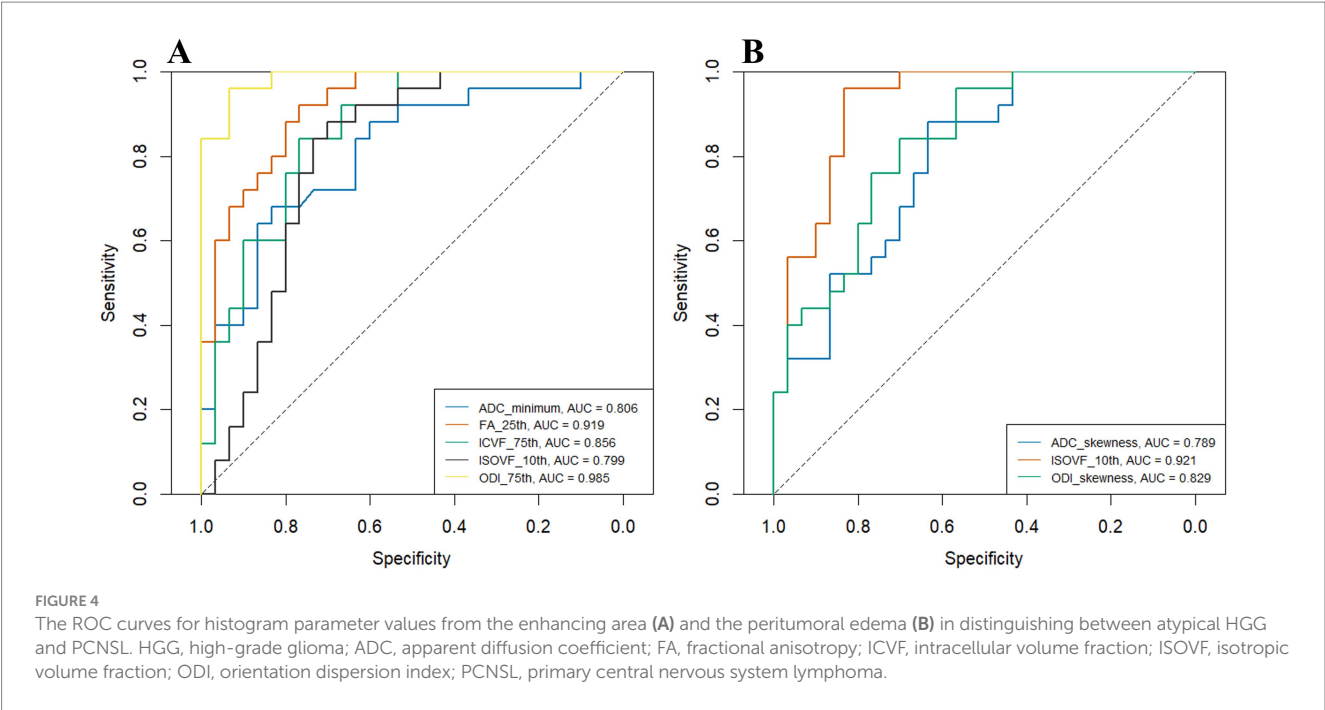 A
1.0
0.8
0.6
0.4
0.2
0.0
Sensitivity
ADC_minimum, AUC = 0.806
FA_25th, AUC = 0.919
ICVF_75th, AUC = 0.856
ISOVF_10th, AUC = 0.799
ODI_75th, AUC = 0.985
1.0 0.8 0.6 0.4 0.2 0.0
Specificity
B
1.0
0.8
0.6
0.4
0.2
0.0
Sensitivity
ADC_skewness, AUC = 0.789
ISOVF_10th, AUC = 0.921
ODI_skewness, AUC = 0.829
1.0 0.8 0.6 0.4 0.2 0.0
Specificity
FIGURE 4
The ROC curves for histogram parameter values from the enhancing area (A) and the peritumoral edema (B) in distinguishing between atypical HGG
and PCNSL. HGG, high-grade glioma; ADC, apparent diffusion coefficient; FA, fractional anisotropy; ICVF, intracellular volume fraction; ISOVF, isotropic
volume fraction; ODI, orientation dispersion index; PCNSL, primary central nervous system lymphoma.